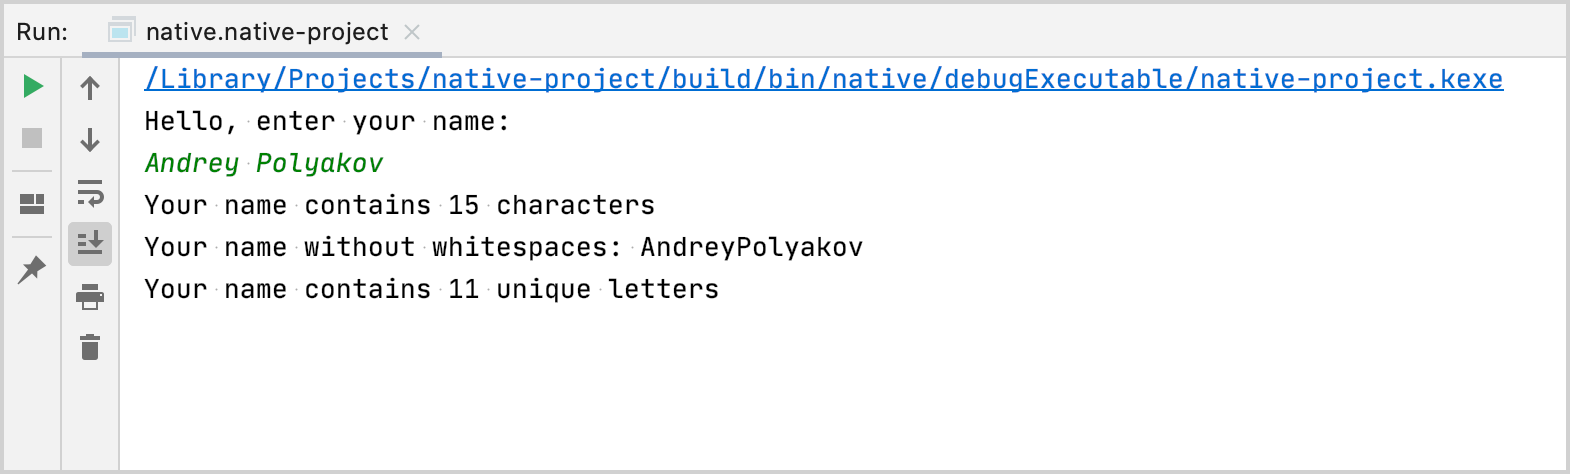 Run: native.native-project
/Library/Projects/native-project/build/bin/native/debugExecutable/native-project.kexe
Hello, enter your name:
Andrey Polyakov
Your name contains 15 characters
Your name without whitespaces: AndreyPolyakov
Your name contains 11 unique letters